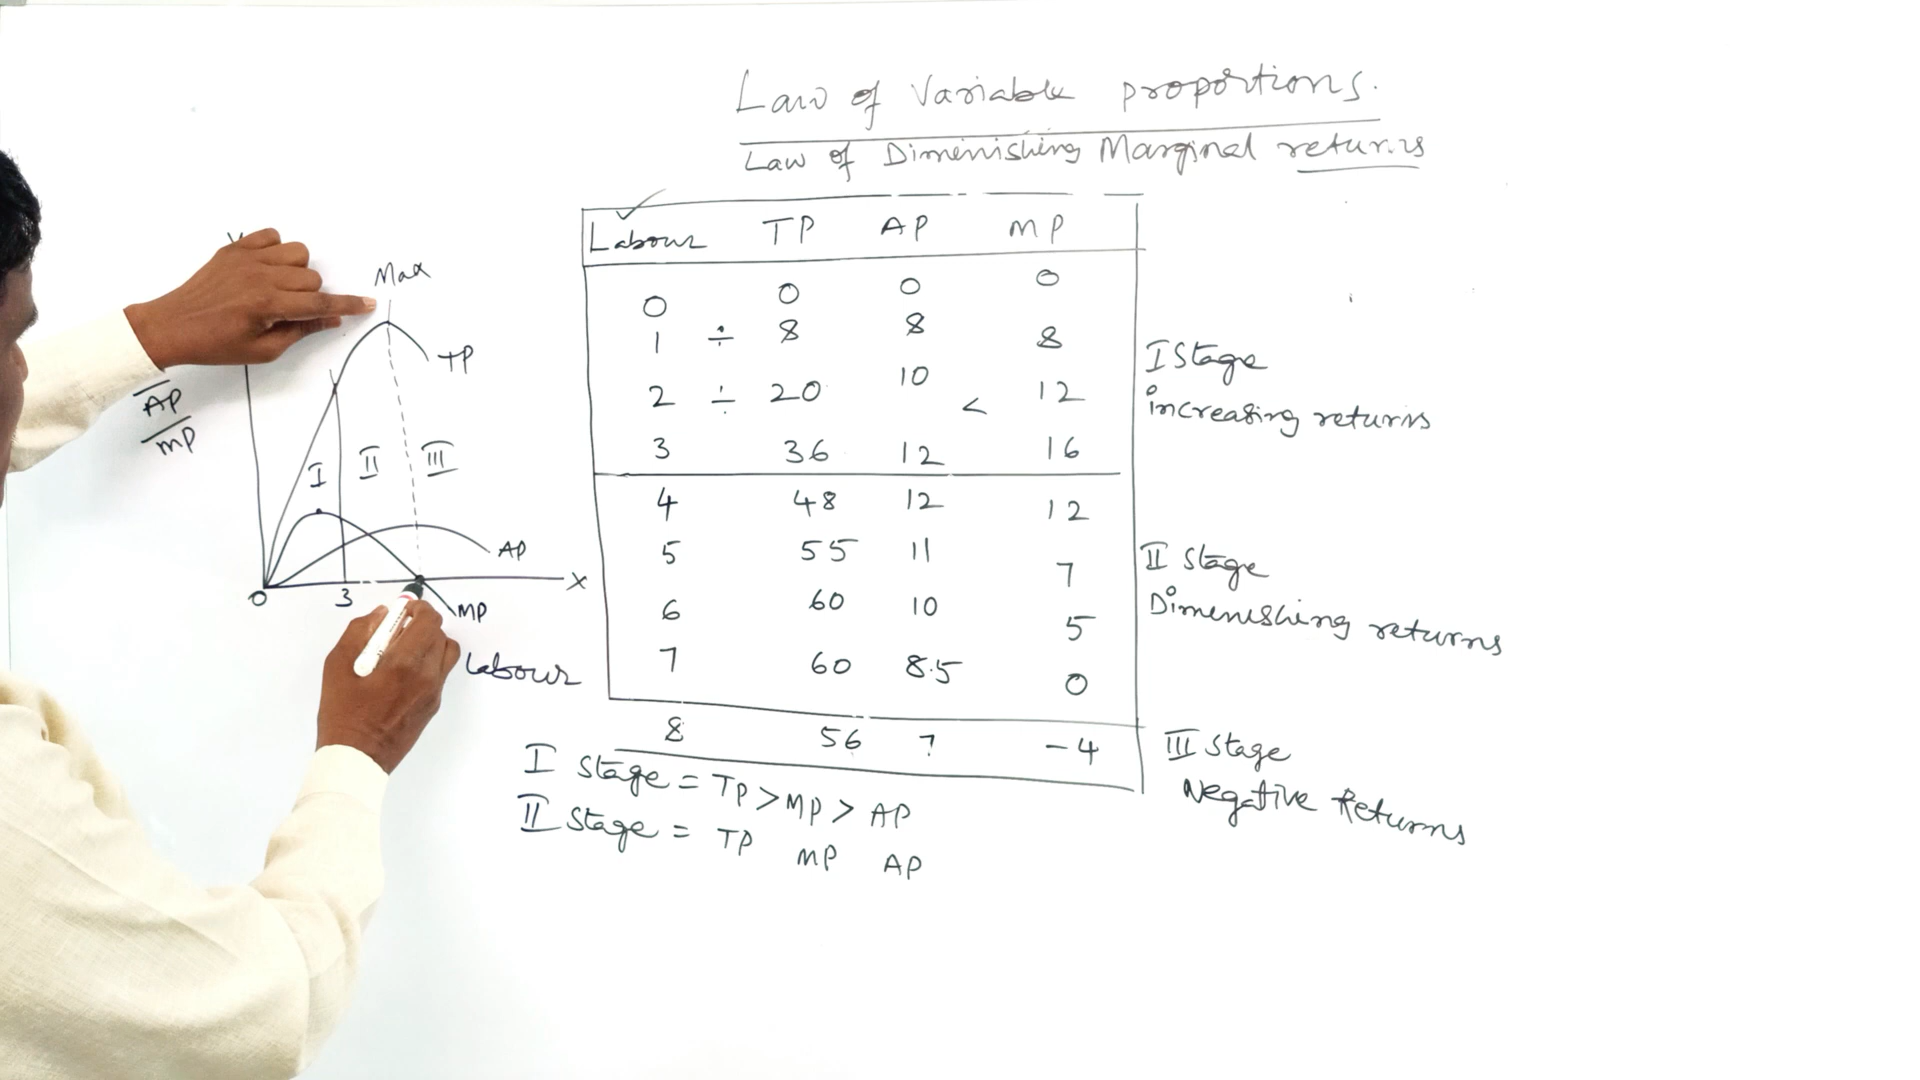 Law of Variable proportions.
Law of Dimenishing Marginal returns
Labour TP AP MP
0 0 0 0
1 ÷ 8 8 8
2 ÷ 20 10 < 12
3 36 12 16
4 48 12 12
5 55 11 7
6 60 10 5
7 60 8.5 0
8 56 7 -4
I Stage
increasing returns
II Stage
Dimenishing returns
III Stage
Negative Returns
I Stage = TP > MP > AP
II Stage = TP MP AP
Y
Max
TP
AP
MP
I II III
AP
O 3 X
MP
Labour